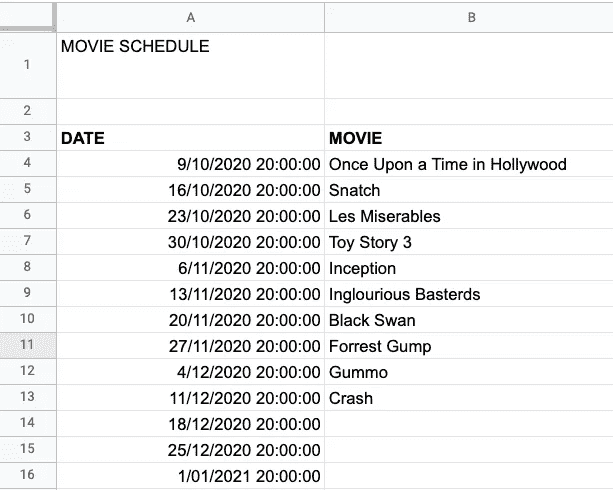 A B
1 MOVIE SCHEDULE
2
3 DATE MOVIE
4 9/10/2020 20:00:00 Once Upon a Time in Hollywood
5 16/10/2020 20:00:00 Snatch
6 23/10/2020 20:00:00 Les Miserables
7 30/10/2020 20:00:00 Toy Story 3
8 6/11/2020 20:00:00 Inception
9 13/11/2020 20:00:00 Inglourious Basterds
10 20/11/2020 20:00:00 Black Swan
11 27/11/2020 20:00:00 Forrest Gump
12 4/12/2020 20:00:00 Gummo
13 11/12/2020 20:00:00 Crash
14 18/12/2020 20:00:00
15 25/12/2020 20:00:00
16 1/01/2021 20:00:00